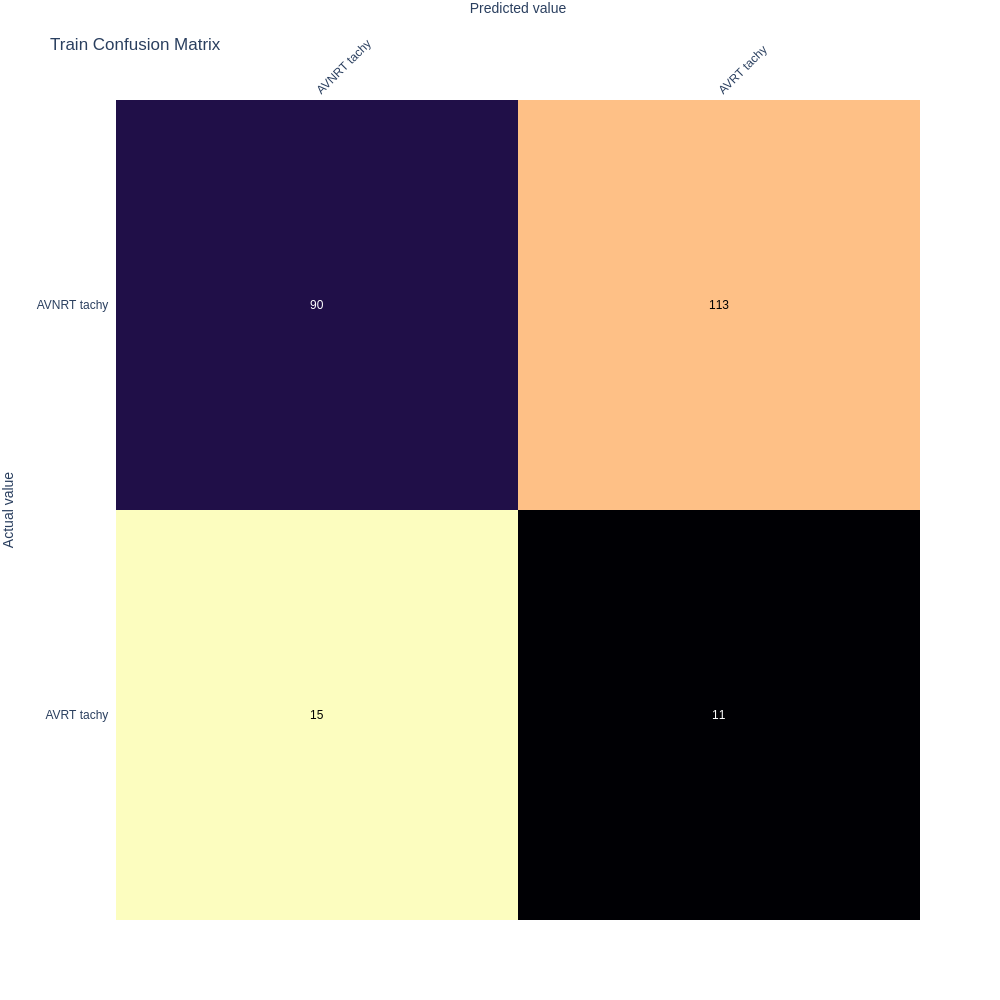 Predicted value
Train Confusion Matrix
AVNRT tachy
AVRT tachy
AVNRT tachy
90
113
Actual value
AVRT tachy
15
11